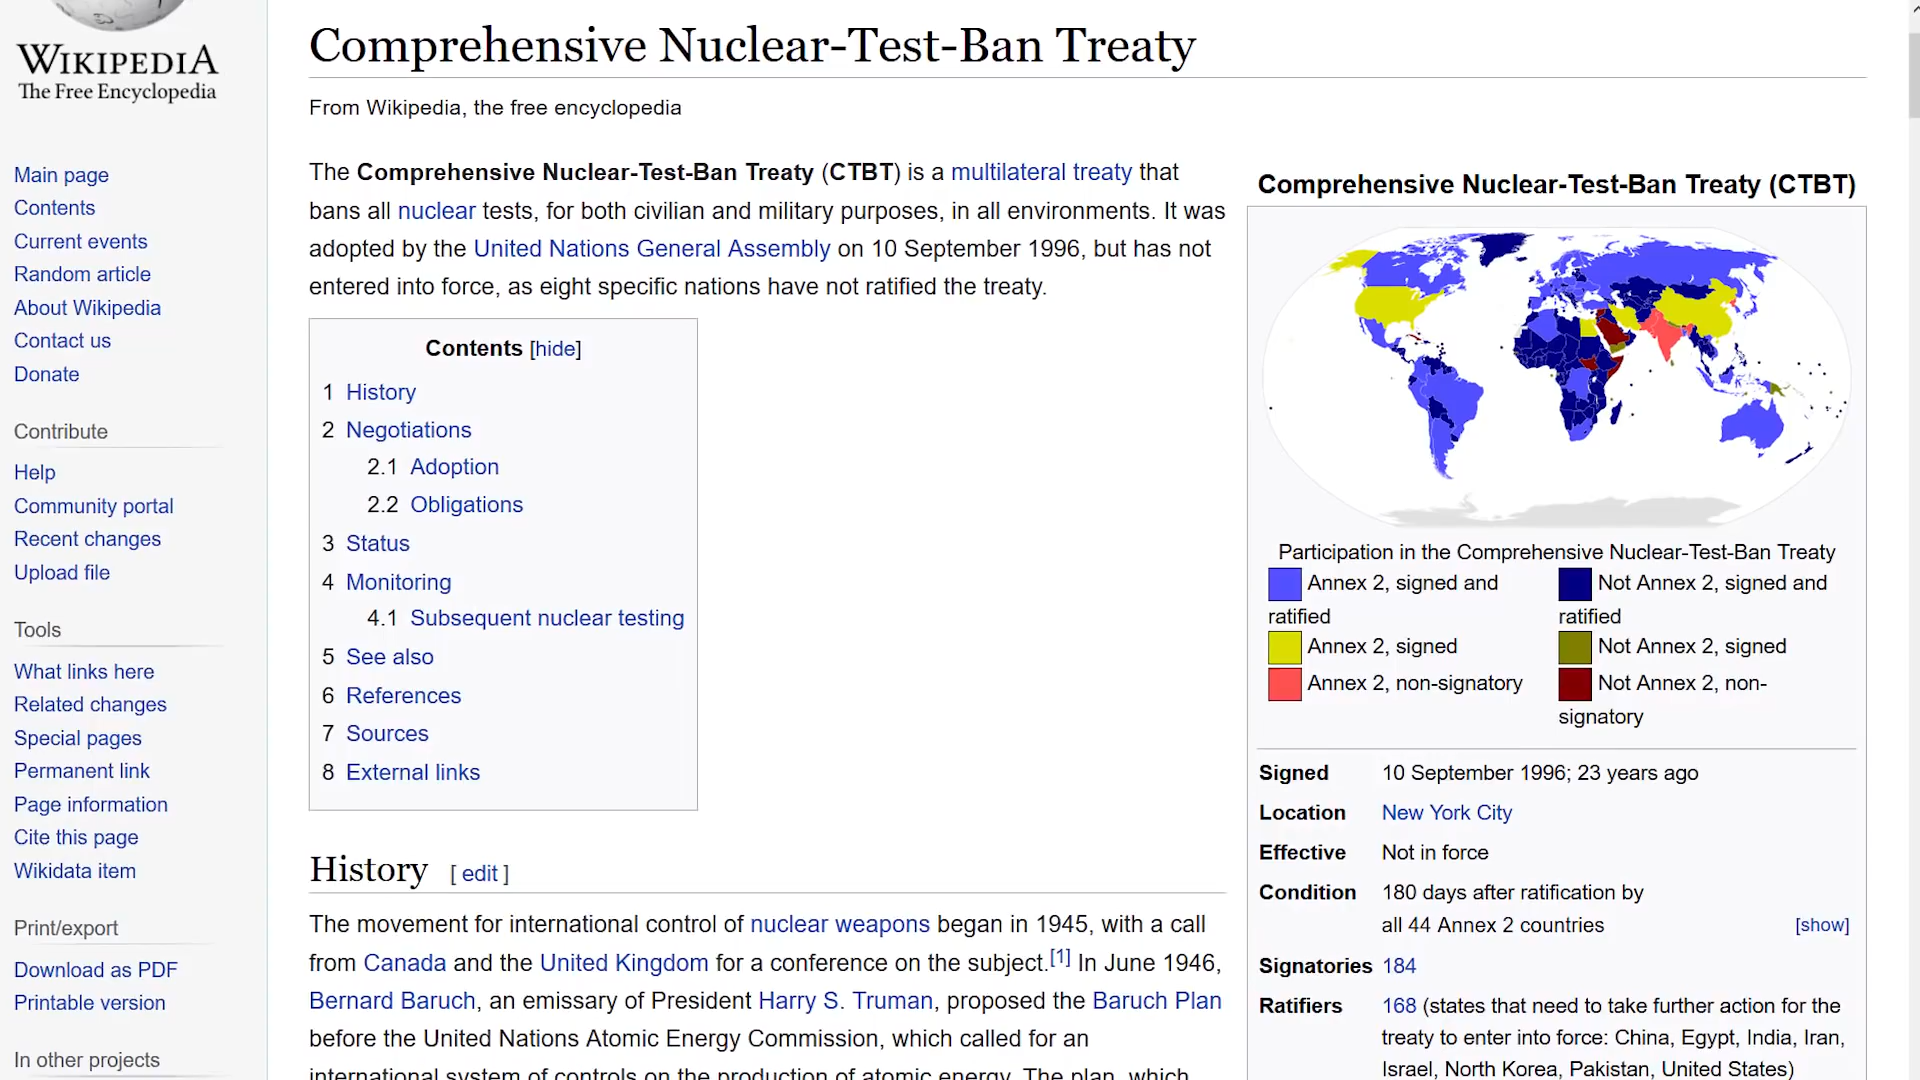 WIKIPEDIA
The Free Encyclopedia
Main page
Contents
Current events
Random article
About Wikipedia
Contact us
Donate
Contribute
Help
Community portal
Recent changes
Upload file
Tools
What links here
Related changes
Special pages
Permanent link
Page information
Cite this page
Wikidata item
Print/export
Download as PDF
Printable version
In other projects
Comprehensive Nuclear-Test-Ban Treaty
From Wikipedia, the free encyclopedia
The Comprehensive Nuclear-Test-Ban Treaty (CTBT) is a multilateral treaty that
bans all nuclear tests, for both civilian and military purposes, in all environments. It was
adopted by the United Nations General Assembly on 10 September 1996, but has not
entered into force, as eight specific nations have not ratified the treaty.
Contents [hide]
1 History
2 Negotiations
2.1 Adoption
2.2 Obligations
3 Status
4 Monitoring
4.1 Subsequent nuclear testing
5 See also
6 References
7 Sources
8 External links
History [ edit ]
The movement for international control of nuclear weapons began in 1945, with a call
from Canada and the United Kingdom for a conference on the subject.[1] In June 1946,
Bernard Baruch, an emissary of President Harry S. Truman, proposed the Baruch Plan
before the United Nations Atomic Energy Commission, which called for an
international system of controls on the production of atomic energy. The plan, which
Comprehensive Nuclear-Test-Ban Treaty (CTBT)
Participation in the Comprehensive Nuclear-Test-Ban Treaty
Annex 2, signed and
ratified
Annex 2, signed
Annex 2, non-signatory
Not Annex 2, signed and
ratified
Not Annex 2, signed
Not Annex 2, non-
signatory
Signed 10 September 1996; 23 years ago
Location New York City
Effective Not in force
Condition 180 days after ratification by
all 44 Annex 2 countries [show]
Signatories 184
Ratifiers 168 (states that need to take further action for the
treaty to enter into force: China, Egypt, India, Iran,
Israel, North Korea, Pakistan, United States)